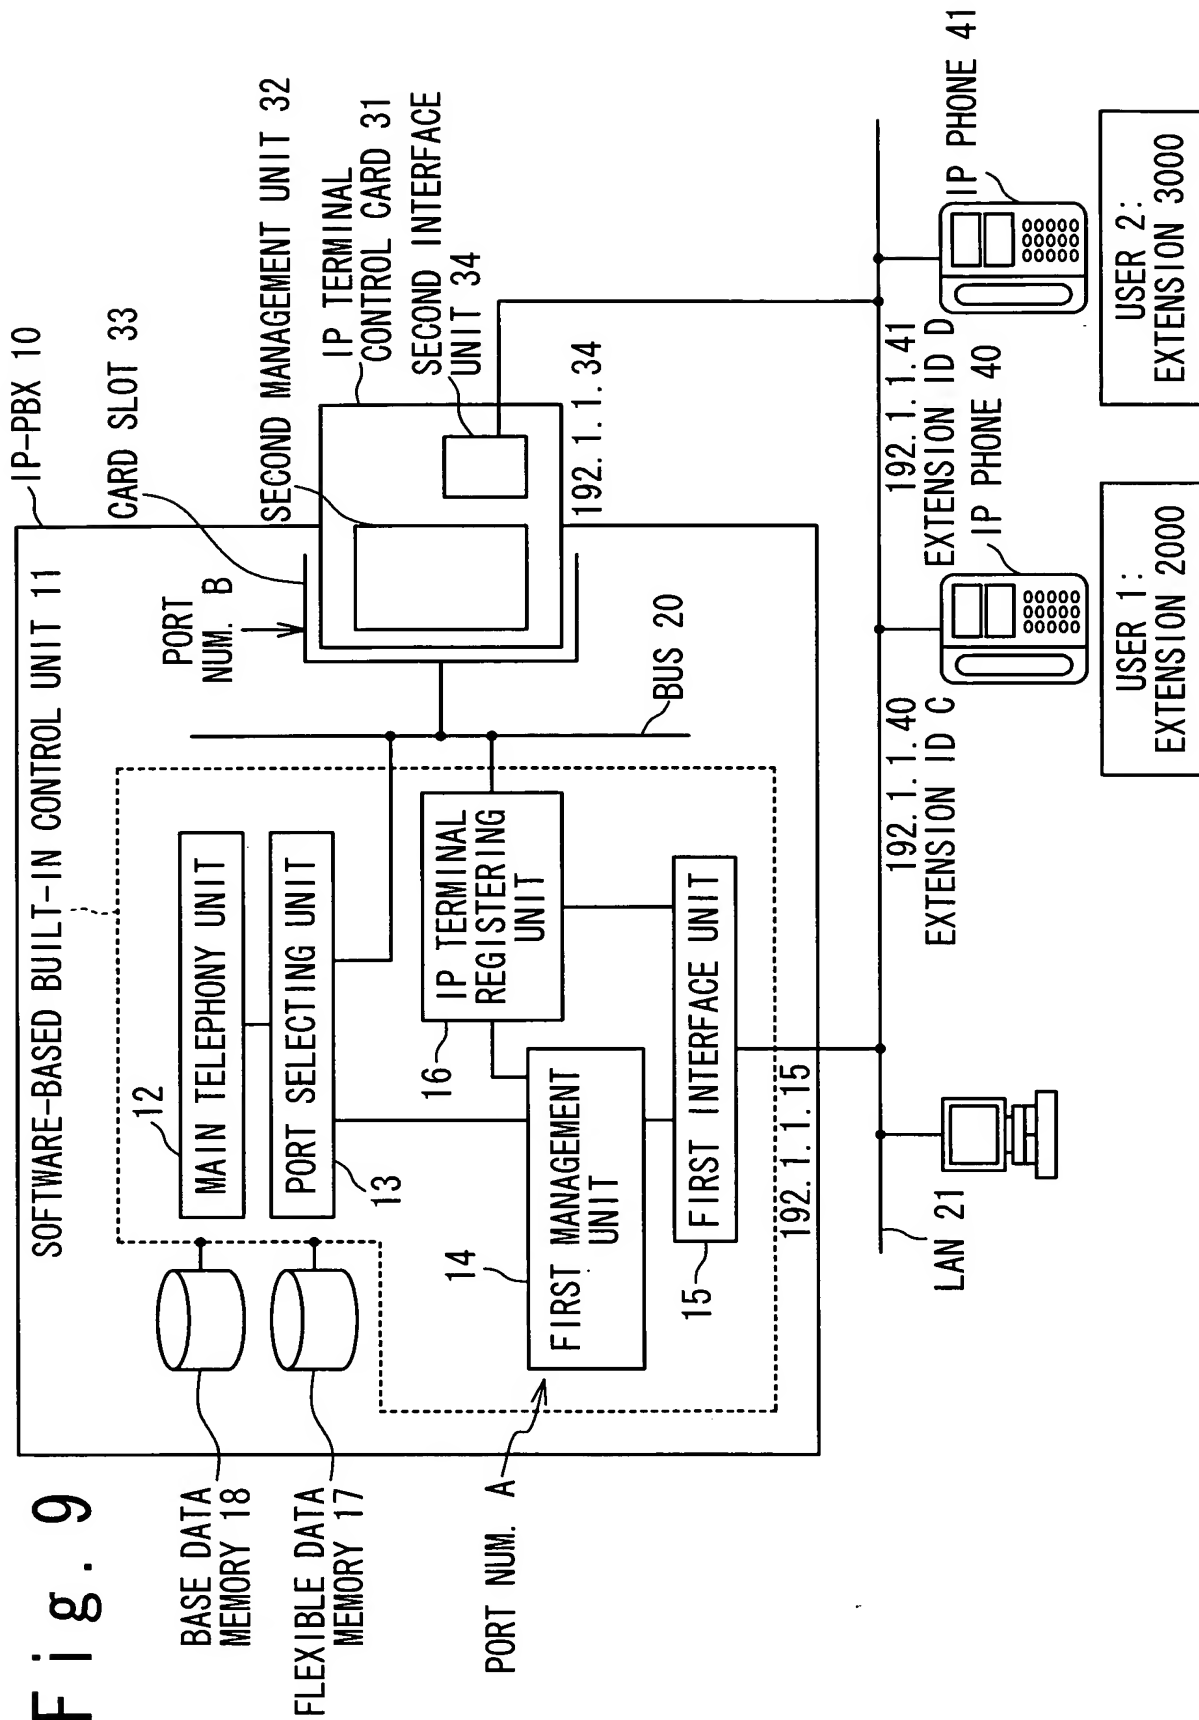 Fig. 9
IP-PBX 10
SOFTWARE-BASED BUILT-IN CONTROL UNIT 11
CARD SLOT 33
PORT
NUM. B
SECOND MANAGEMENT UNIT 32
IP TERMINAL
CONTROL CARD 31
SECOND INTERFACE
UNIT 34
192.1.1.34
BASE DATA
MEMORY 18
FLEXIBLE DATA
MEMORY 17
12
MAIN TELEPHONY UNIT
PORT SELECTING UNIT
13
BUS 20
16
IP TERMINAL
REGISTERING
UNIT
PORT NUM. A
14
FIRST MANAGEMENT
UNIT
15
FIRST INTERFACE UNIT
192.1.1.15
LAN 21
192.1.1.40
EXTENSION ID C
IP PHONE 40
USER 1:
EXTENSION 2000
192.1.1.41
EXTENSION ID D
IP PHONE 41
USER 2:
EXTENSION 3000